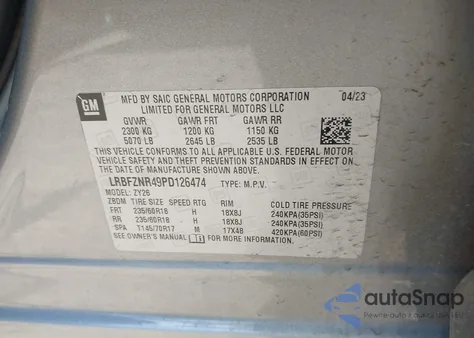 GM
MFD BY SAIC GENERAL MOTORS CORPORATION 04/23
LIMITED FOR GENERAL MOTORS LLC
GVWR GAWR FRT GAWR RR
2300 KG 1200 KG 1150 KG
5070 LB 2645 LB 2535 LB
THIS VEHICLE CONFORMS TO ALL APPLICABLE U.S. FEDERAL MOTOR
VEHICLE SAFETY AND THEFT PREVENTION STANDARDS IN EFFECT ON
THE DATE OF MANUFACTURE SHOWN ABOVE.
LRBFZNR49PD126474 TYPE: M.P.V.
MODEL: ZY26
ZBDM TIRE SIZE SPEED RTG RIM COLD TIRE PRESSURE
FRT 235/60R18 H 18X8J 240KPA(35PSI)
RR 235/60R18 H 18X8J 240KPA(35PSI)
SPA T145/70R17 M 17X4B 420KPA(60PSI)
SEE OWNER'S MANUAL
autoSnap
www.autosnap.com